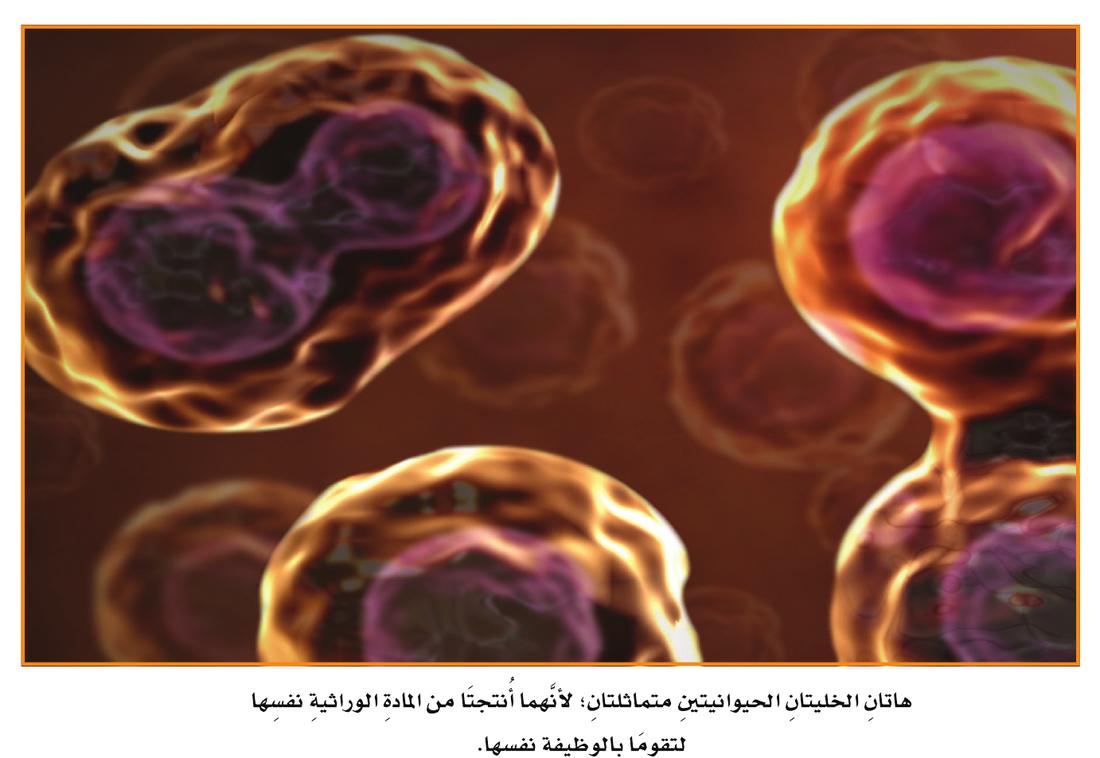 هاتانِ الخليتانِ الحيوانيتينِ متماثلتانِ؛ لأنَّهما أُنتجتَا من المادةِ الوراثيةِ نفسِها
لتقومَا بالوظيفة نفسها.